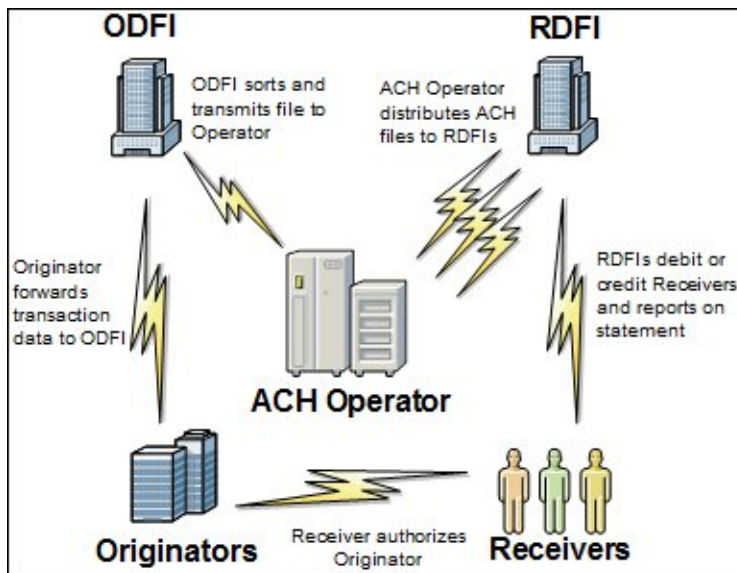 ODFI
RDFI
ODFI sorts and
transmits file to
Operator
ACH Operator
distributes ACH
files to RDFIs
Originator
forwards
transaction
data to ODFI
RDFIs debit or
credit Receivers
and reports on
statement
ACH Operator
Originators
Receiver authorizes
Originator
Receivers